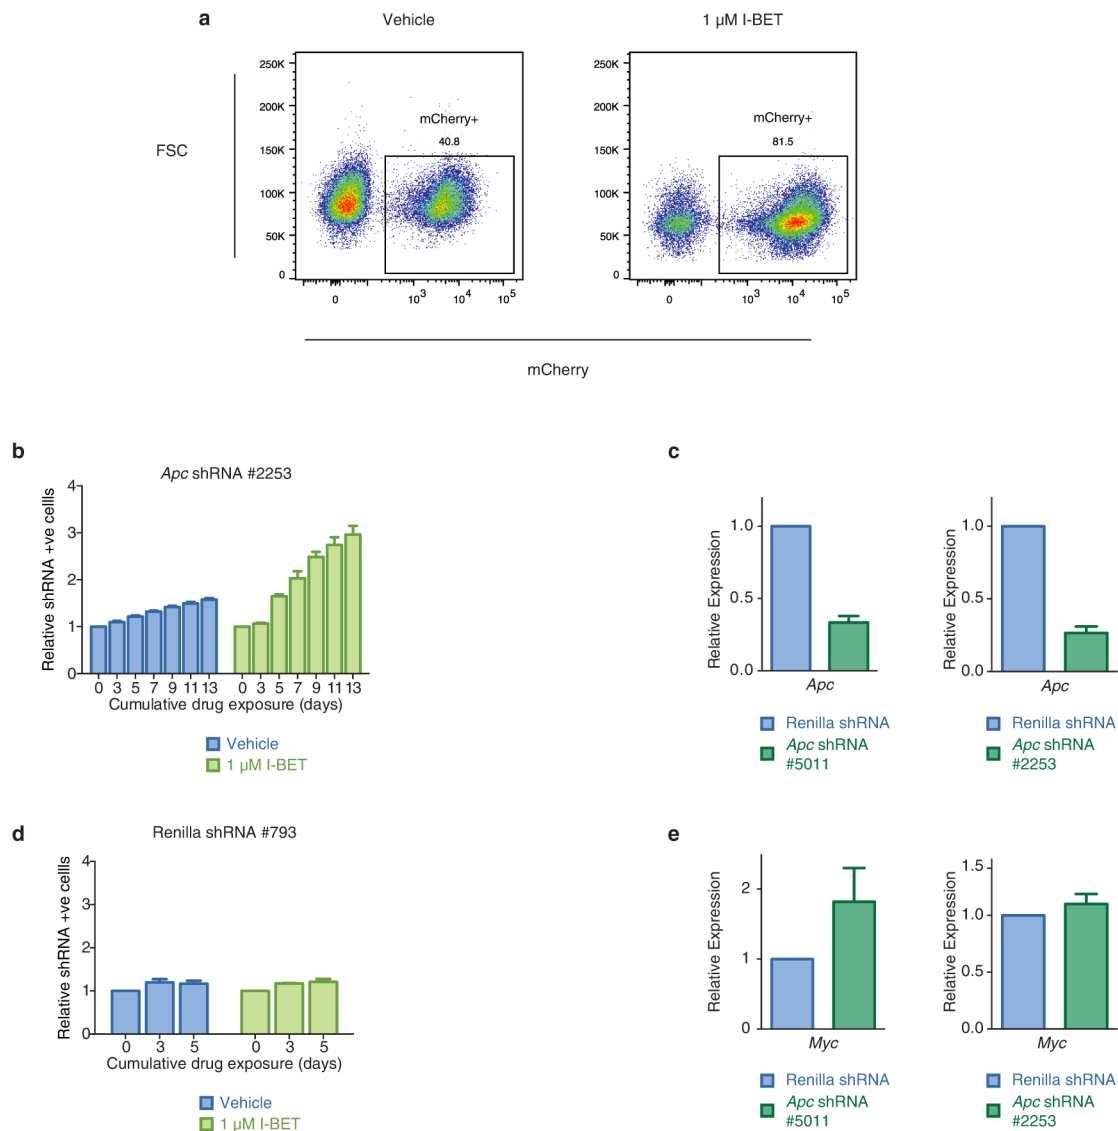 a
Vehicle
1 µM I-BET
FSC
250K
200K
150K
100K
50K
0
mCherry+
40.8
0
10³
10⁴
10⁵
250K
200K
150K
100K
50K
0
mCherry+
81.5
0
10³
10⁴
10⁵
mCherry
b
Apc shRNA #2253
Relative shRNA +ve cellls
4
3
2
1
0
0 3 5 7 9 11 13 0 3 5 7 9 11 13
Cumulative drug exposure (days)
Vehicle
1 µM I-BET
c
Relative Expression
1.0
0.5
0.0
Apc
Renilla shRNA
Apc shRNA
#5011
Relative Expression
1.0
0.5
0.0
Apc
Renilla shRNA
Apc shRNA
#2253
d
Renilla shRNA #793
Relative shRNA +ve cellls
4
3
2
1
0
0 3 5 0 3 5
Cumulative drug exposure (days)
Vehicle
1 µM I-BET
e
Relative Expression
2
1
0
Myc
Renilla shRNA
Apc shRNA
#5011
Relative Expression
1.5
1.0
0.5
0.0
Myc
Renilla shRNA
Apc shRNA
#2253